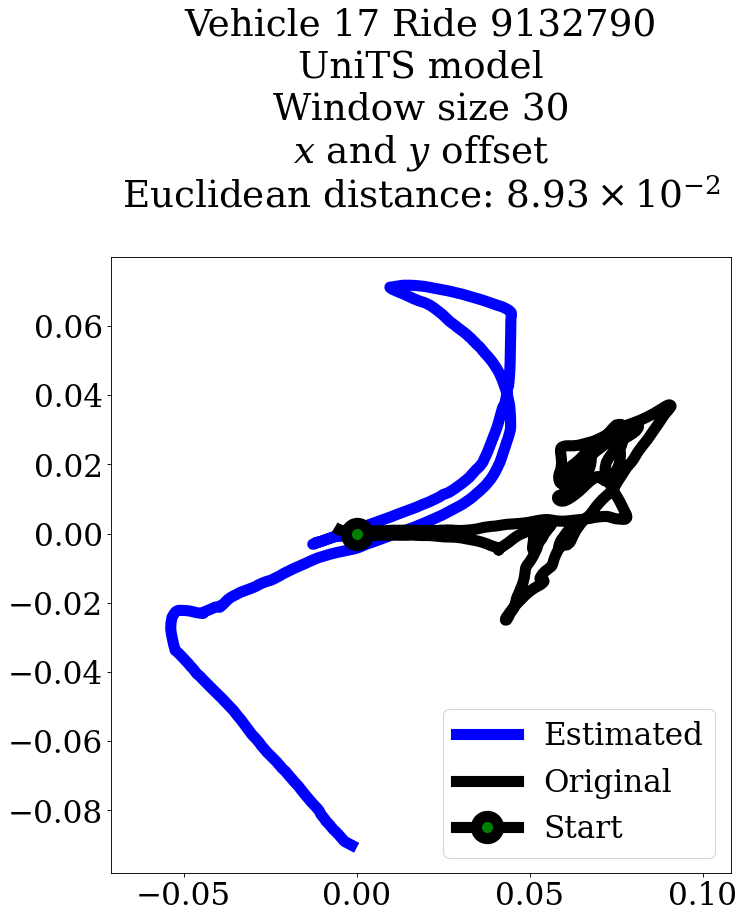 Vehicle 17 Ride 9132790
UniTS model
Window size 30
x and y offset
Euclidean distance: 8.93 × 10⁻²
0.06
0.04
0.02
0.00
−0.02
−0.04
−0.06
−0.08
Estimated
Original
Start
−0.05 0.00 0.05 0.10